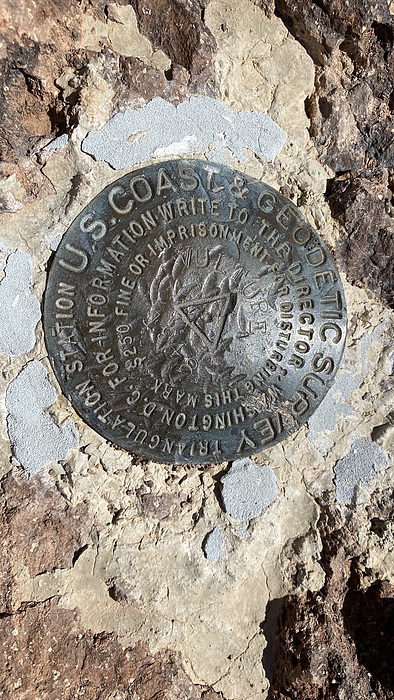 U.S. COAST & GEODETIC SURVEY
TRIANGULATION STATION
FOR INFORMATION WRITE TO THE DIRECTOR
WASHINGTON, D.C.
$250 FINE OR IMPRISONMENT FOR DISTURBING THIS MARK
VULTURE